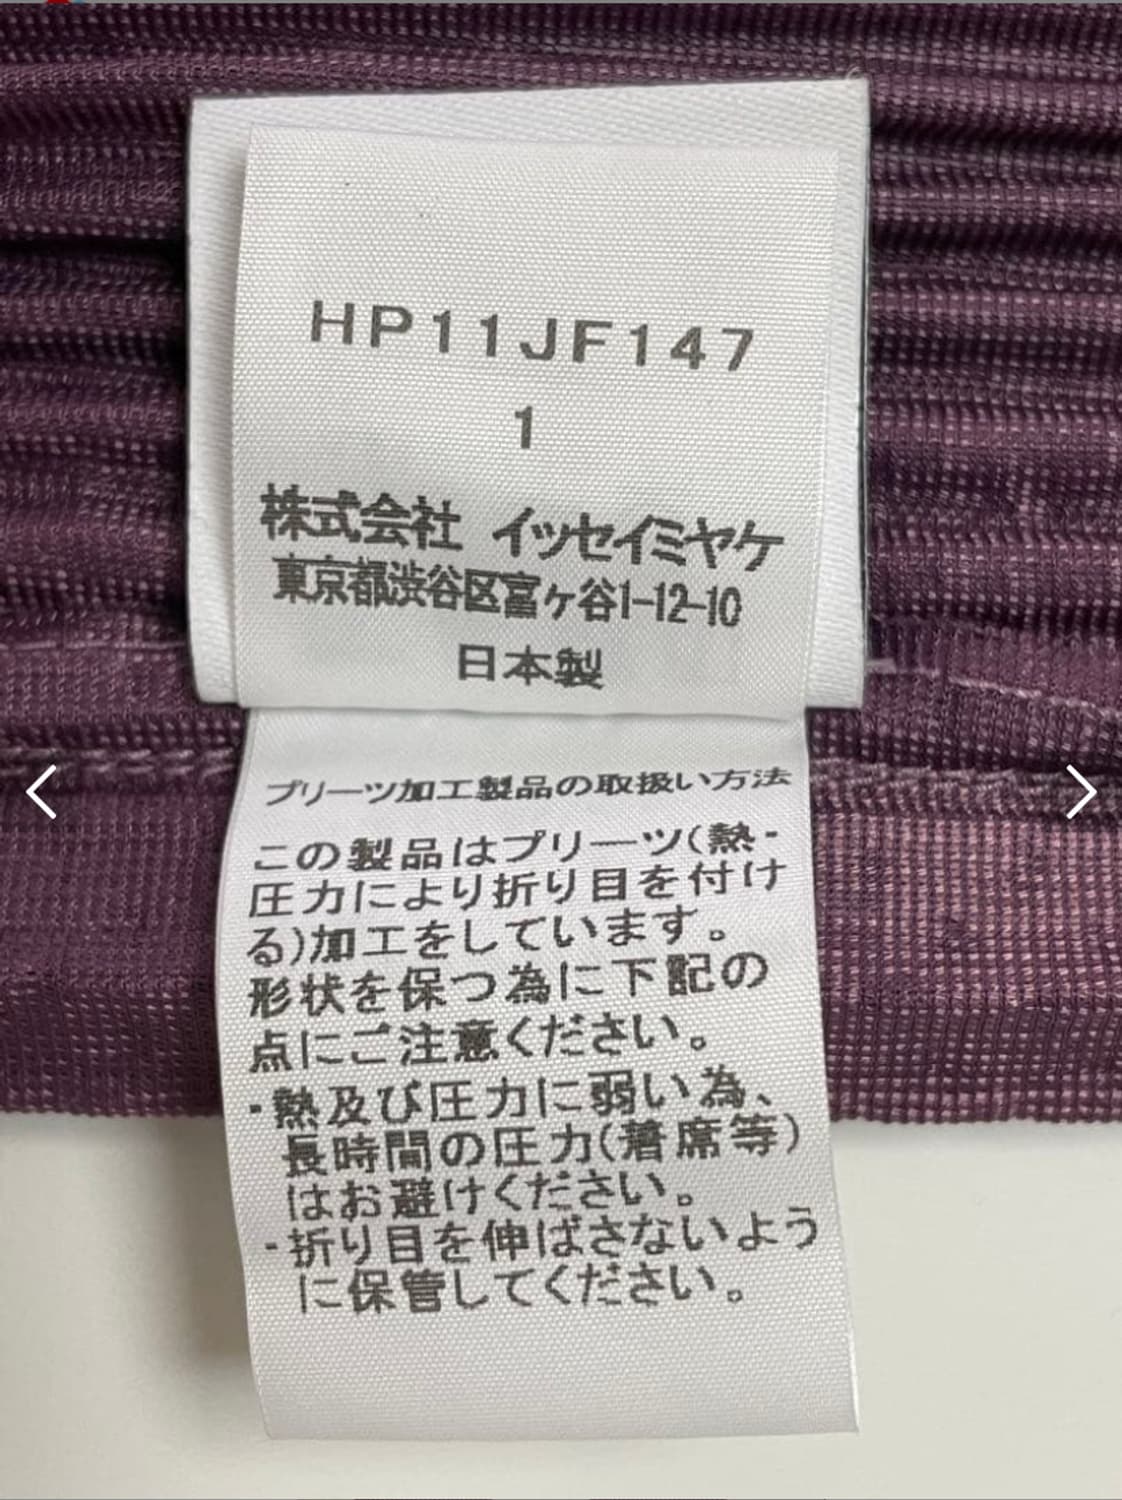 HP11JF147
1
株式会社 イッセイミヤケ
東京都渋谷区富ヶ谷1-12-10
日本製
プリーツ加工製品の取扱い方法
この製品はプリーツ(熱・
圧力により折り目を付け
る)加工をしています。
形状を保つ為に下記の
点にご注意ください。
・熱及び圧力に弱い為、
長時間の圧力(着席等)
はお避けください。
・折り目を伸ばさないよう
に保管してください。